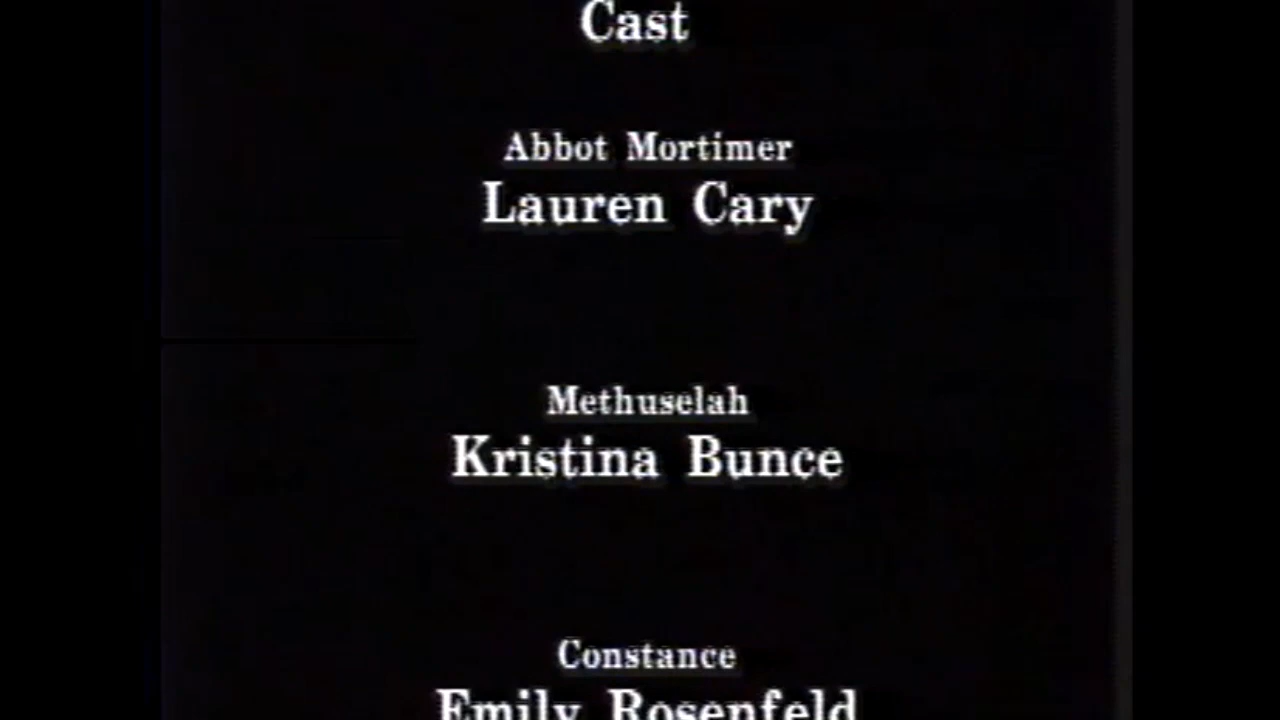 Cast
Abbot Mortimer
Lauren Cary
Methuselah
Kristina Bunce
Constance
Emily Rosenfeld